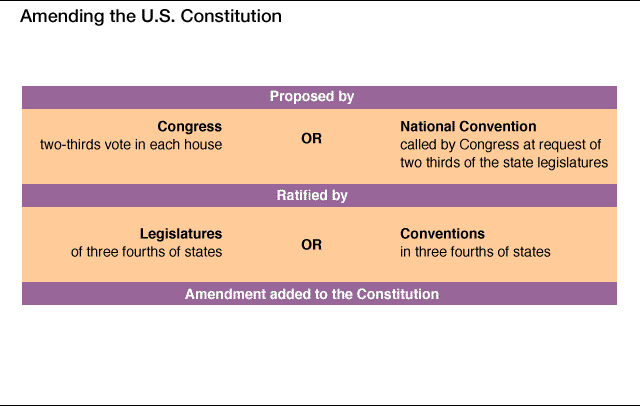 Amending the U.S. Constitution
Proposed by
Congress
two-thirds vote in each house
OR
National Convention
called by Congress at request of
two thirds of the state legislatures
Ratified by
Legislatures
of three fourths of states
OR
Conventions
in three fourths of states
Amendment added to the Constitution